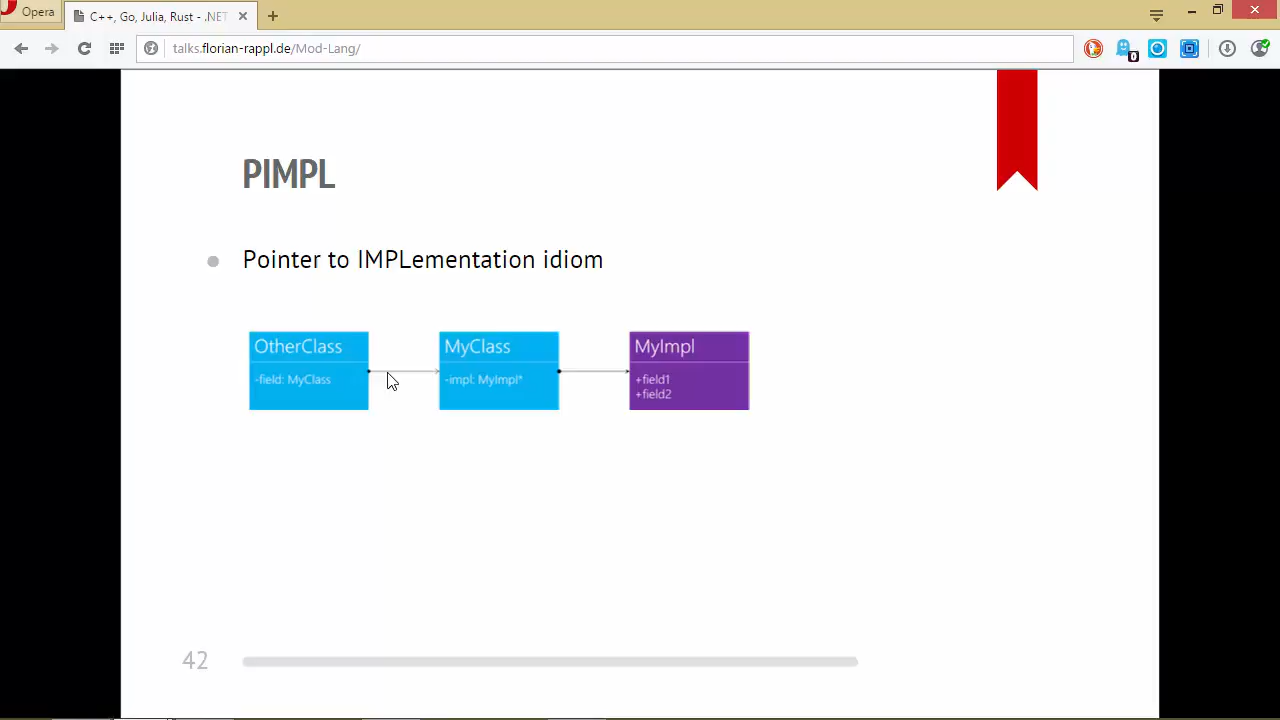 Opera
C++, Go, Julia, Rust - .NET
talks.florian-rappl.de/Mod-Lang/
0
PIMPL
Pointer to IMPLementation idiom
OtherClass
-field: MyClass
MyClass
-impl: MyImpl*
MyImpl
+field1
+field2
42